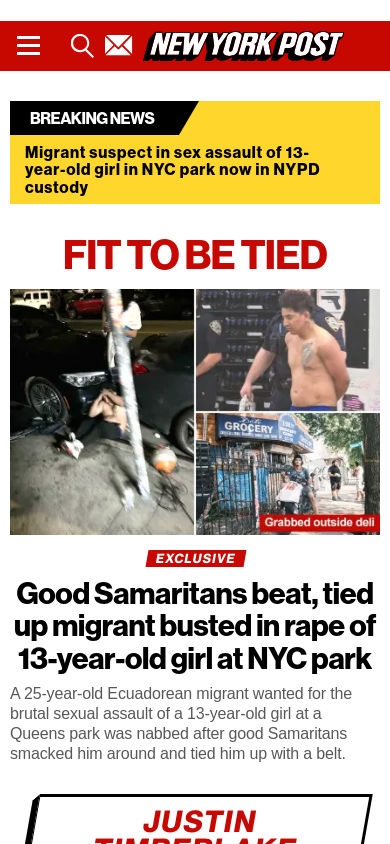 NEW YORK POST
BREAKING NEWS
Migrant suspect in sex assault of 13-
year-old girl in NYC park now in NYPD
custody
FIT TO BE TIED
GROCERY
Grabbed outside deli
EXCLUSIVE
Good Samaritans beat, tied
up migrant busted in rape of
13-year-old girl at NYC park
A 25-year-old Ecuadorean migrant wanted for the
brutal sexual assault of a 13-year-old girl at a
Queens park was nabbed after good Samaritans
smacked him around and tied him up with a belt.
JUSTIN
TIMBERLAKE